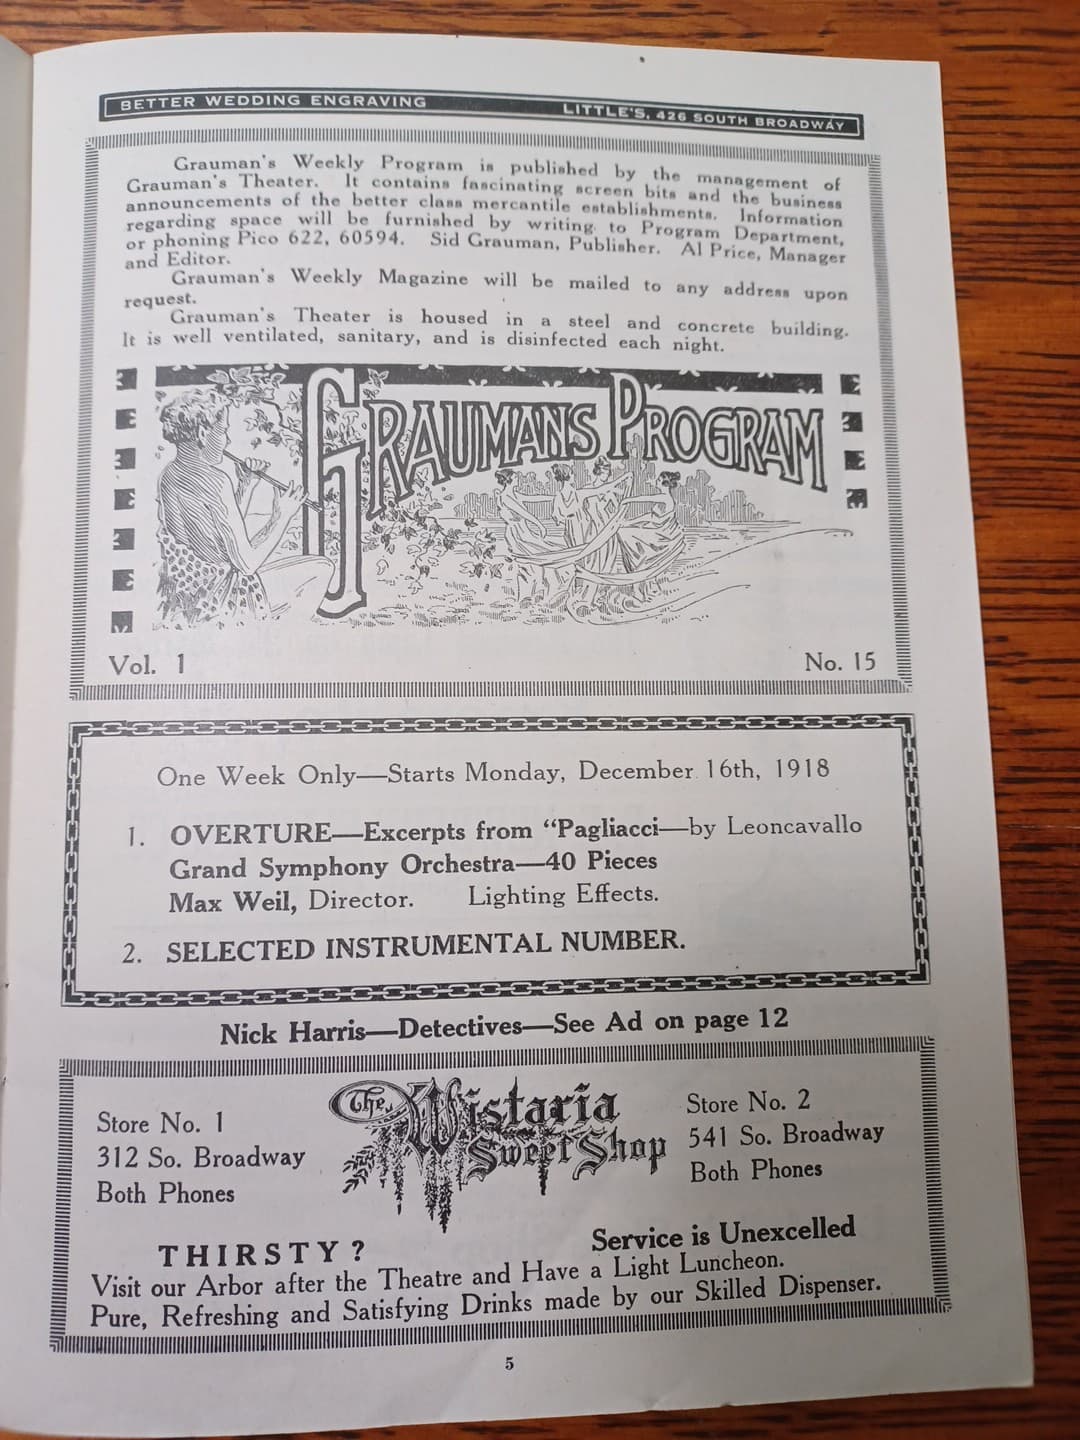 BETTER WEDDING ENGRAVING LITTLE'S, 426 SOUTH BROADWAY
Grauman's Weekly Program is published by the management of
Grauman's Theater. It contains fascinating screen bits and the business
announcements of the better class mercantile establishments. Information
regarding space will be furnished by writing to Program Department,
or phoning Pico 622, 60594. Sid Grauman, Publisher. Al Price, Manager
and Editor.
Grauman's Weekly Magazine will be mailed to any address upon
request.
Grauman's Theater is housed in a steel and concrete building.
It is well ventilated, sanitary, and is disinfected each night.
GRAUMANS PROGRAM
Vol. 1 No. 15
One Week Only—Starts Monday, December 16th, 1918
1. OVERTURE—Excerpts from "Pagliacci—by Leoncavallo
Grand Symphony Orchestra—40 Pieces
Max Weil, Director. Lighting Effects.
2. SELECTED INSTRUMENTAL NUMBER.
Nick Harris—Detectives—See Ad on page 12
The Wistaria
Sweet Shop
Store No. 1
312 So. Broadway
Both Phones
Store No. 2
541 So. Broadway
Both Phones
THIRSTY? Service is Unexcelled
Visit our Arbor after the Theatre and Have a Light Luncheon.
Pure, Refreshing and Satisfying Drinks made by our Skilled Dispenser.
5